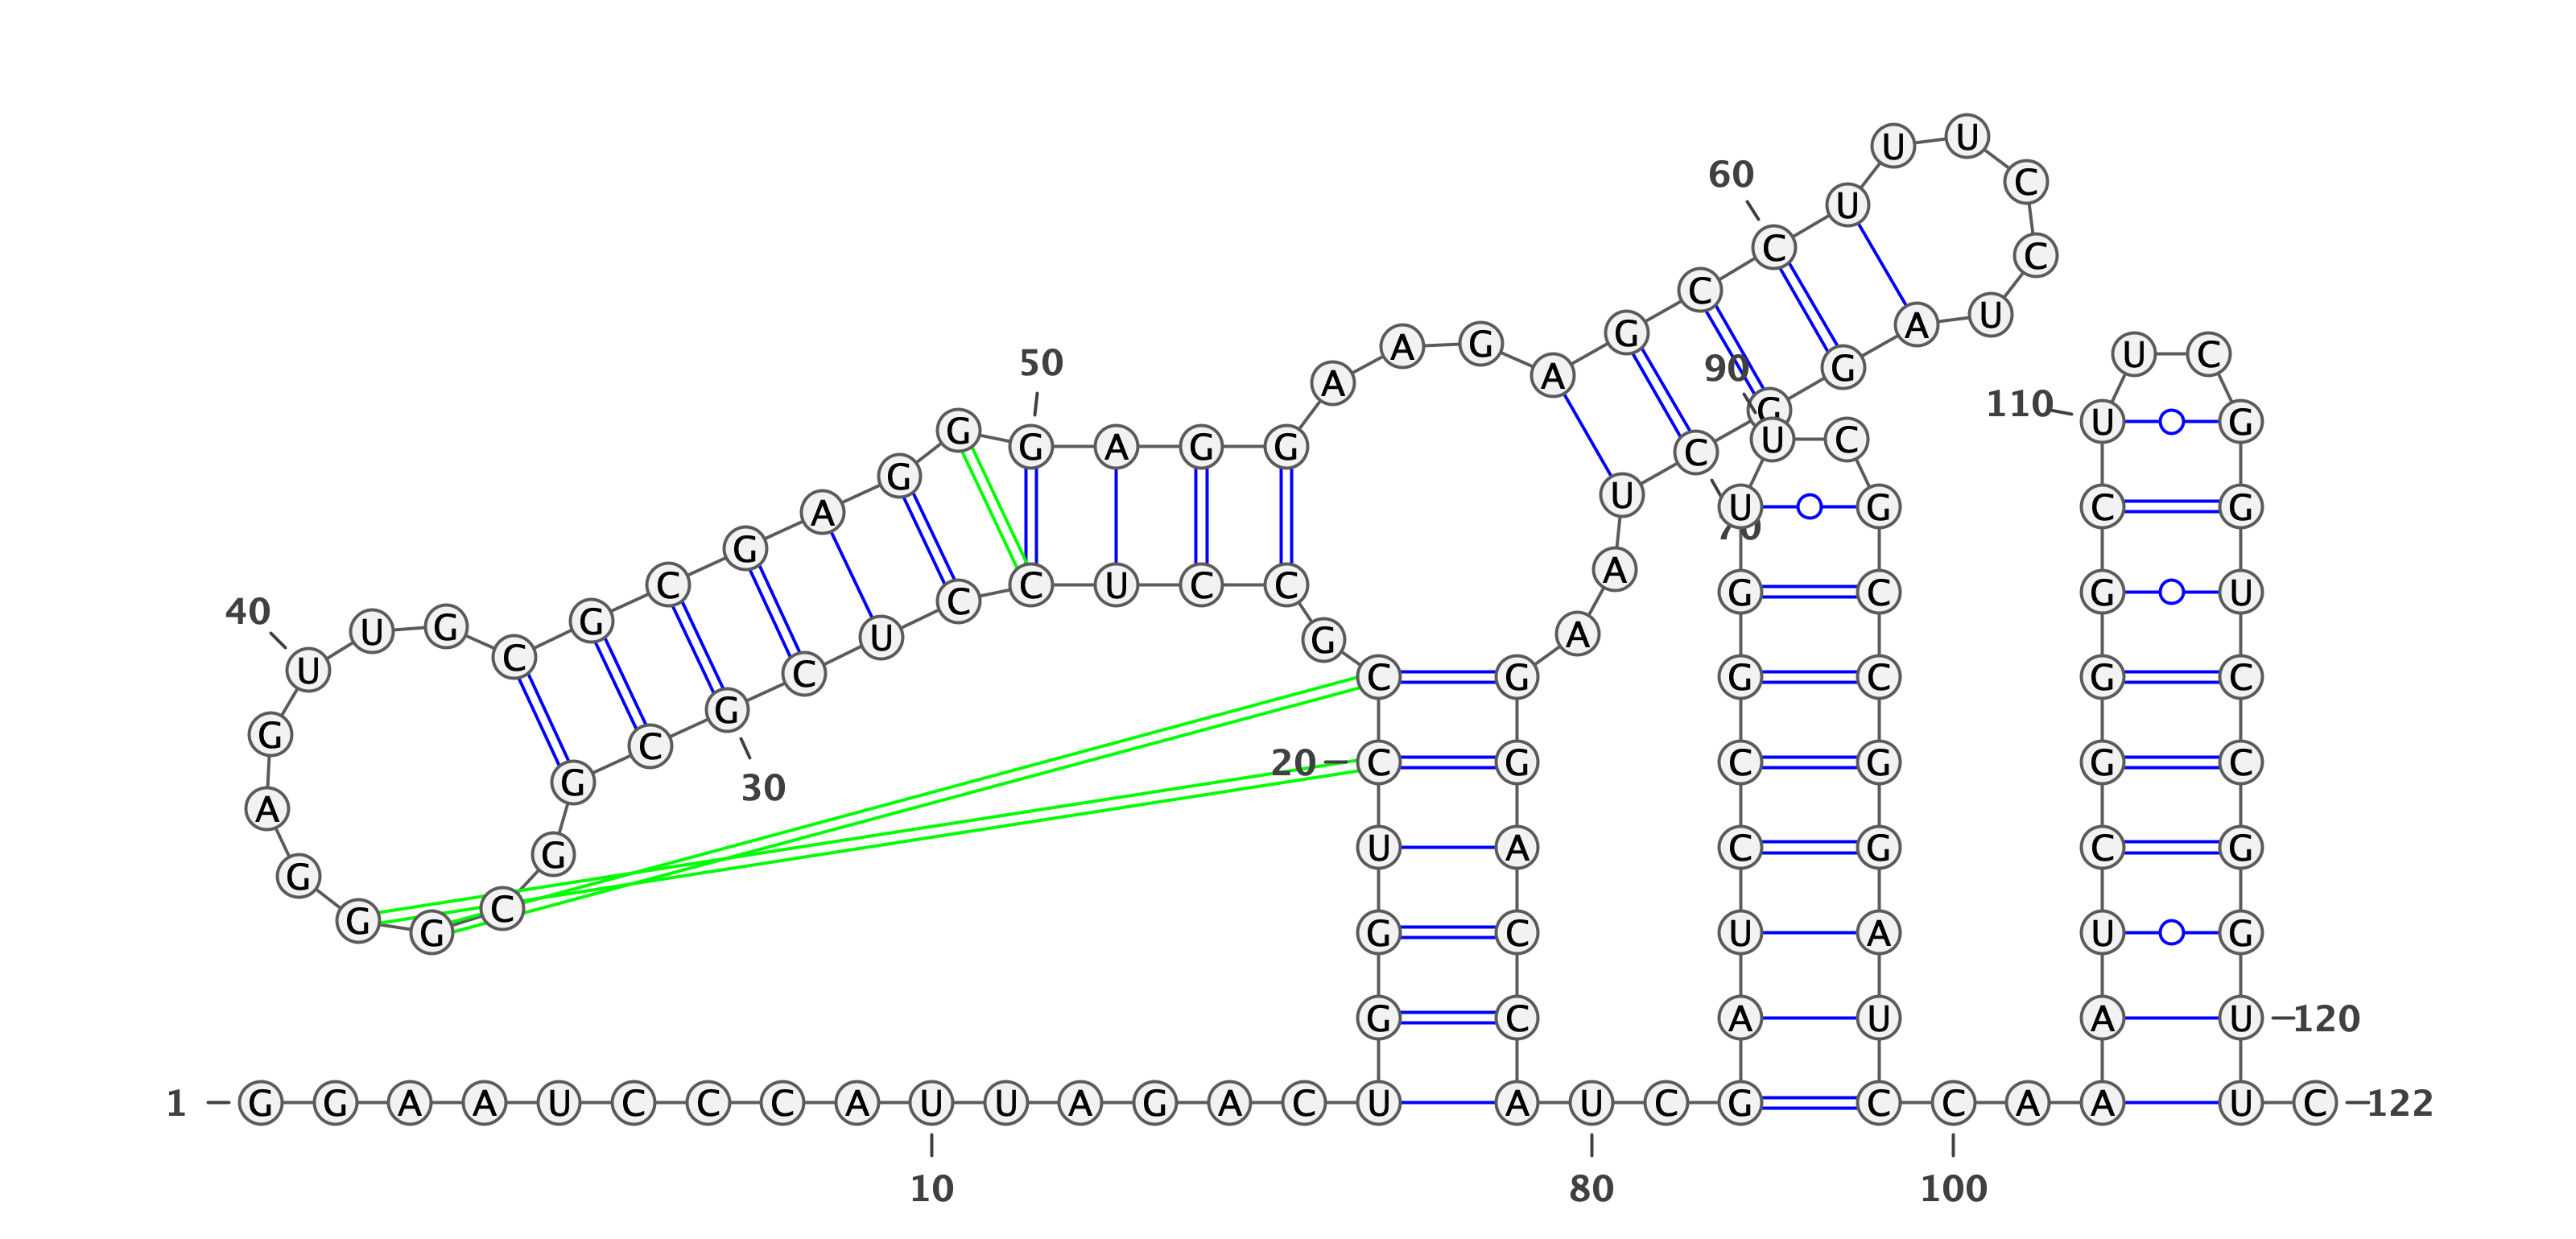 1 G G A A U C C C A U U A G A C U
10
G G U C C
20
G
C C U C
C U C G C G
30
G C G G G A G U U G
40
C G C G A G G
G A G G
50
A A G
A G C C U
60
U U C C U
A G G C U
70
A A
G G A C C A
U C
80
G A U C C G G U
U C
90
G C C G G A U C
C A
100
A A U C G G G C U
110
U C
G G U C C G G U U
120
C 122